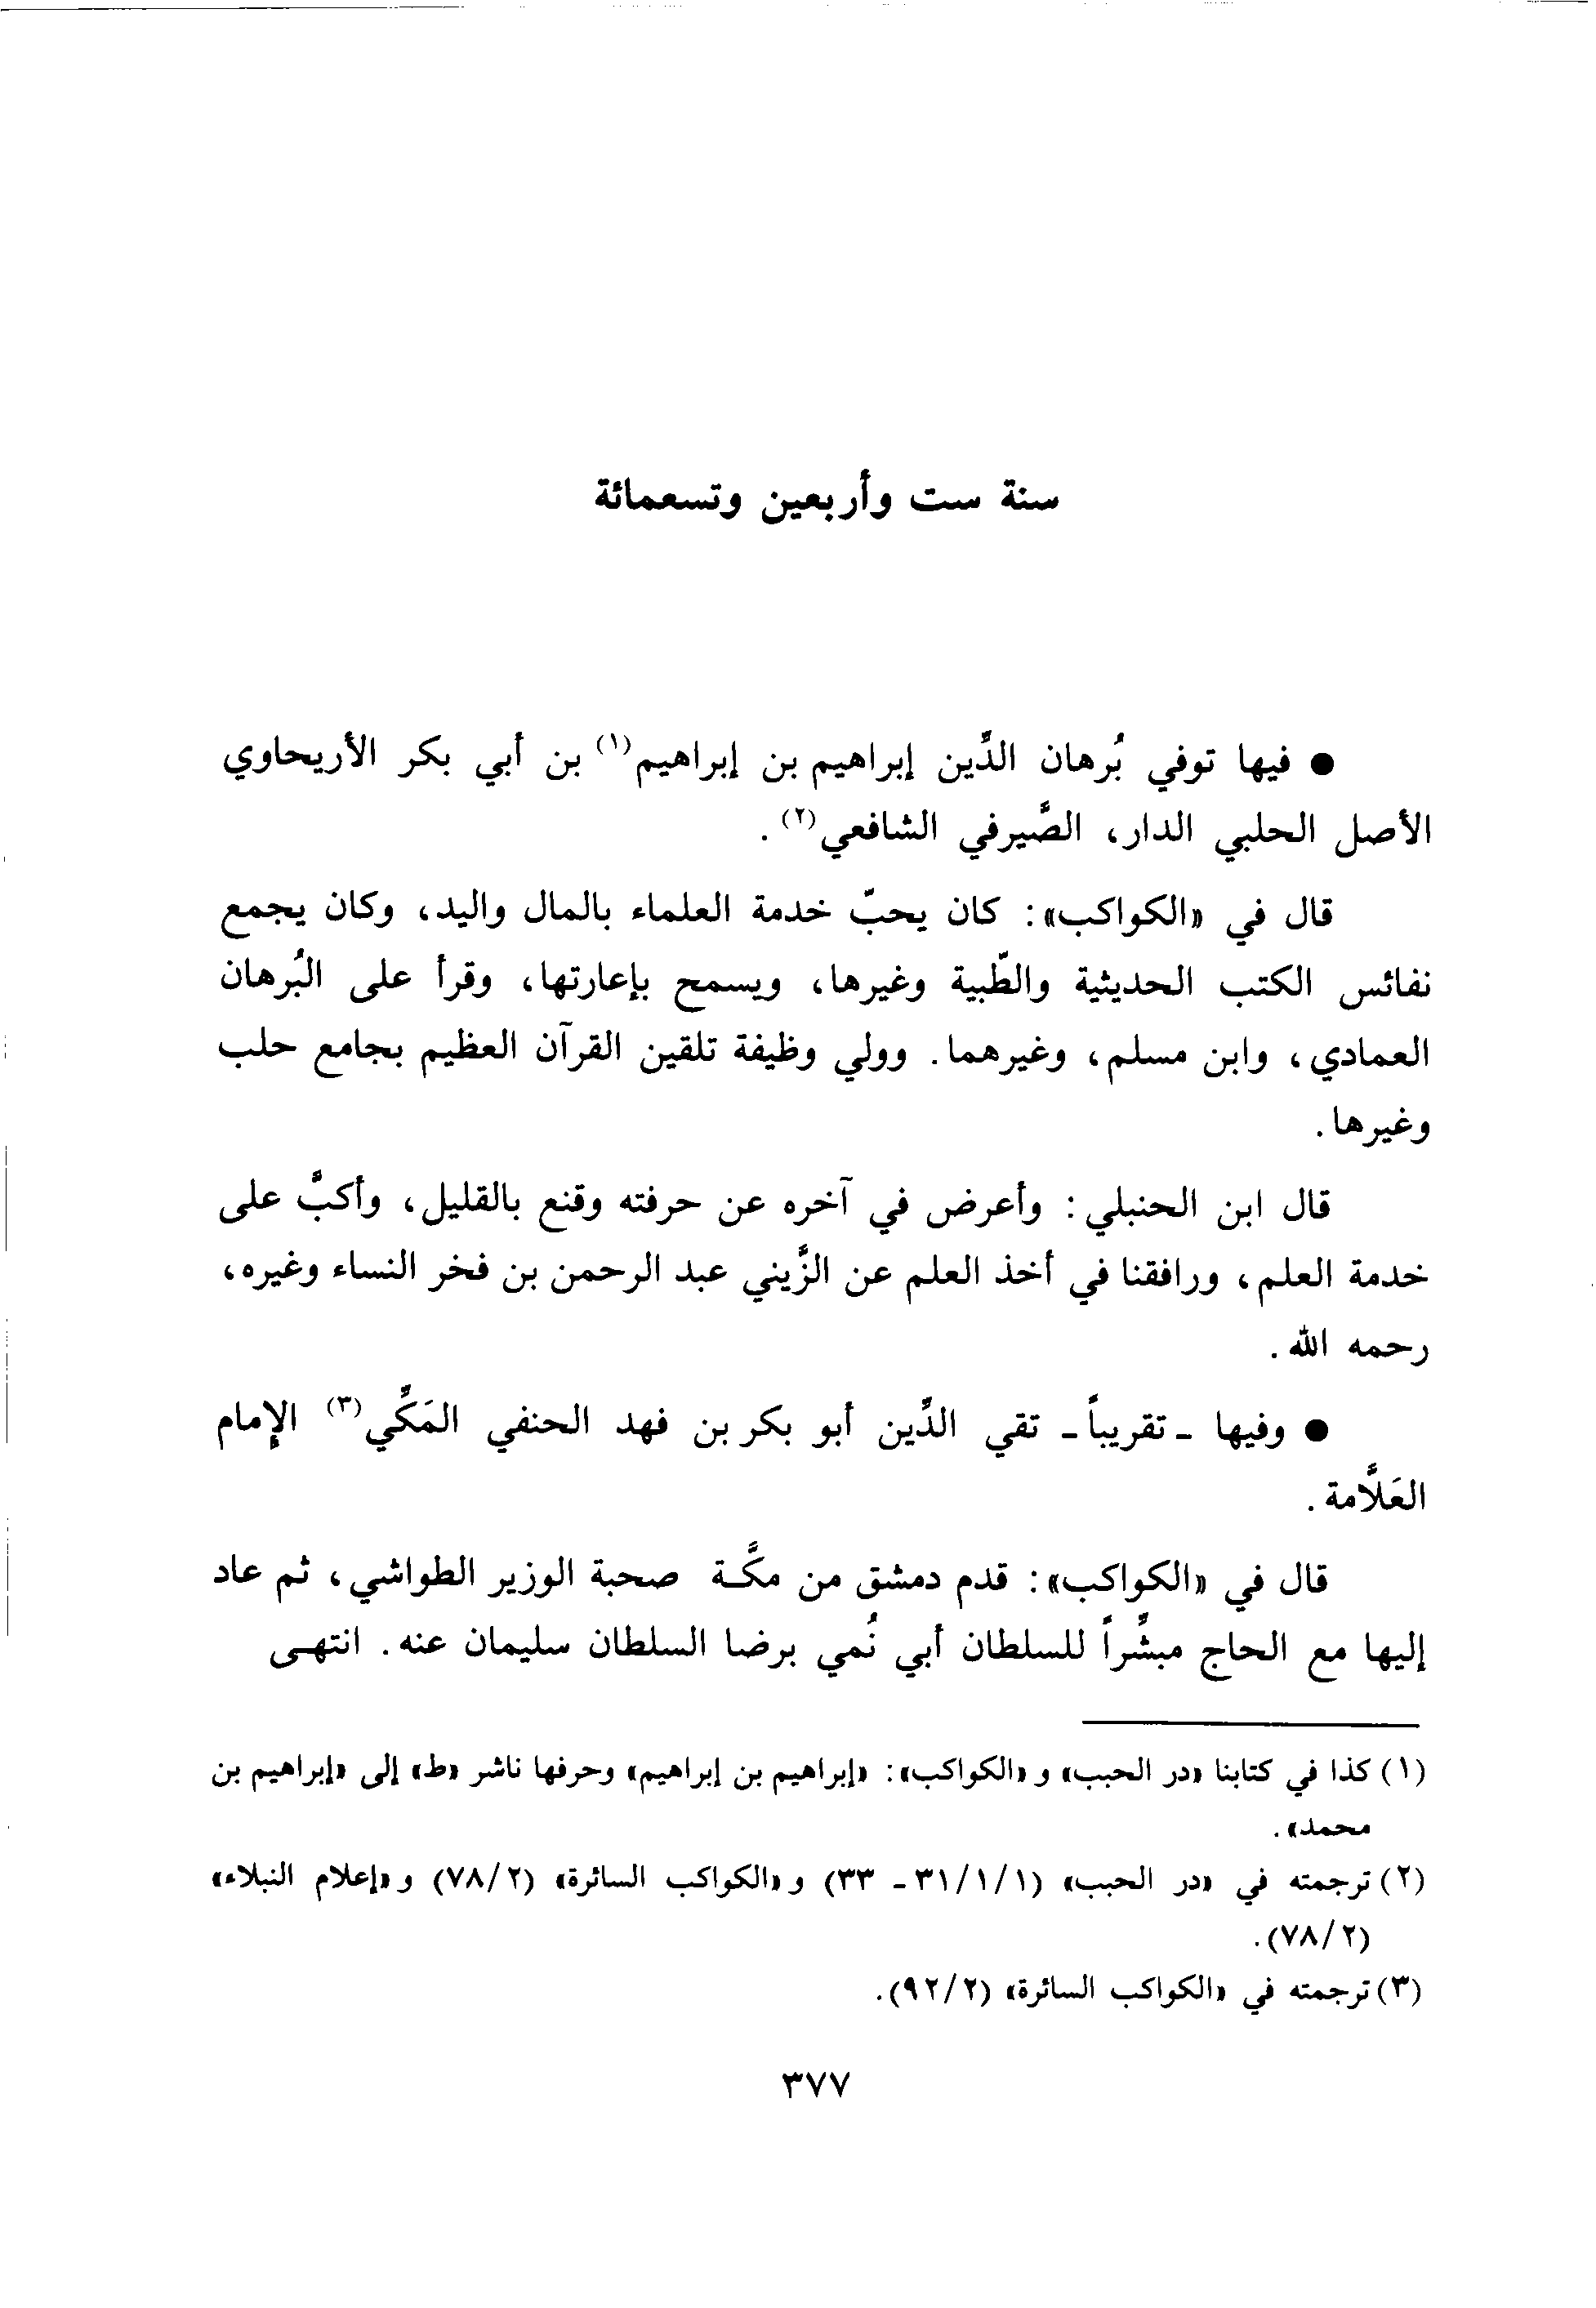 سنة ست وأربعين وتسعمائة
● فيها توفي بُرهان الدِّين إبراهيم بن إبراهيم(١) بن أبي بكر الأريحاوي
الأصل الحلبي الدار، الصَّيرفي الشافعي(٢).
قال في «الكواكب»: كان يحبّ خدمة العلماء بالمال واليد، وكان يجمع
نفائس الكتب الحديثية والطّبية وغيرها، ويسمح بإعارتها، وقرأ على البُرهان
العمادي، وابن مسلم، وغيرهما. وولي وظيفة تلقين القرآن العظيم بجامع حلب
وغيرها.
قال ابن الحنبلي: وأعرض في آخره عن حرفته وقنع بالقليل، وأكبَّ على
خدمة العلم، ورافقنا في أخذ العلم عن الزَّيني عبد الرحمن بن فخر النساء وغيره،
رحمه الله.
● وفيها - تقريباً - تقي الدِّين أبو بكر بن فهد الحنفي المَكِّي(٣) الإمام
العَلَّامة.
قال في «الكواكب»: قدم دمشق من مكَّـة صحبة الوزير الطواشي، ثم عاد
إليها مع الحاج مبشِّراً للسلطان أبي نُمي برضا السلطان سليمان عنه. انتهـى
(١) كذا في كتابنا «در الحبب» و«الكواكب»: «إبراهيم بن إبراهيم» وحرفها ناشر «ط» إلى «إبراهيم بن
محمد».
(٢) ترجمته في «در الحبب» (٣١/١/١ - ٣٣) و«الكواكب السائرة» (٧٨/٢) و«إعلام النبلاء»
(٧٨/٢).
(٣) ترجمته في «الكواكب السائرة» (٩٢/٢).
٣٧٧